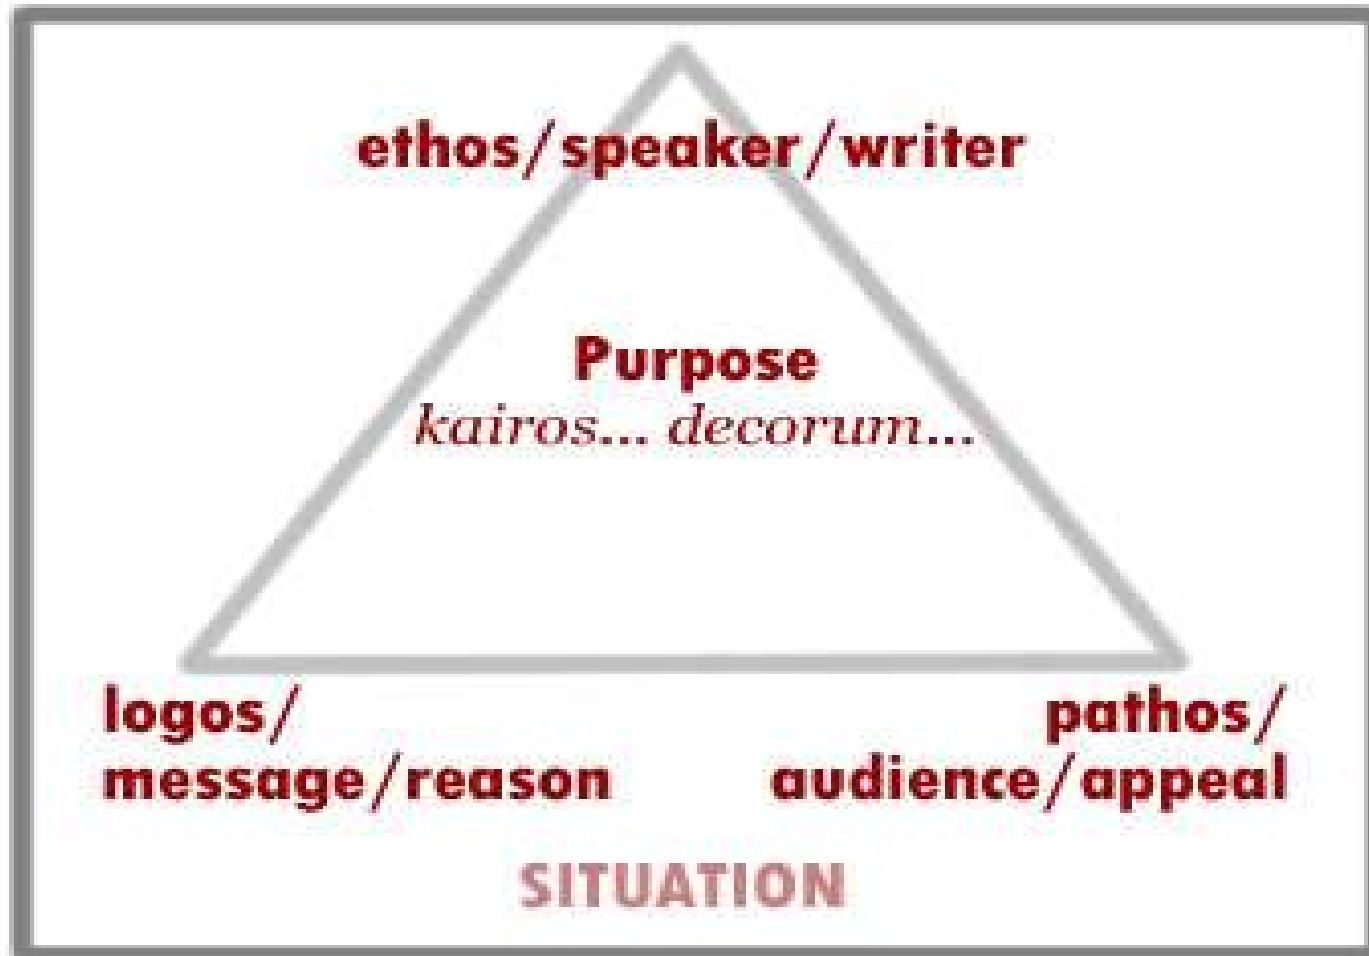 ethos/speaker/writer
Purpose
kairos... decorum...
logos/
message/reason
pathos/
audience/appeal
SITUATION